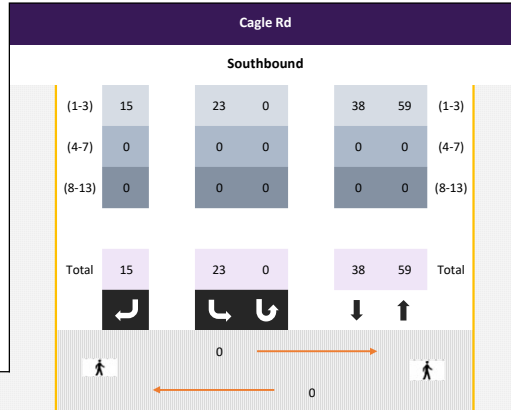 Cagle Rd
Southbound
(1-3) 15 23 0 38 59 (1-3)
(4-7) 0 0 0 0 0 (4-7)
(8-13) 0 0 0 0 0 (8-13)
Total 15 23 0 38 59 Total
0
0